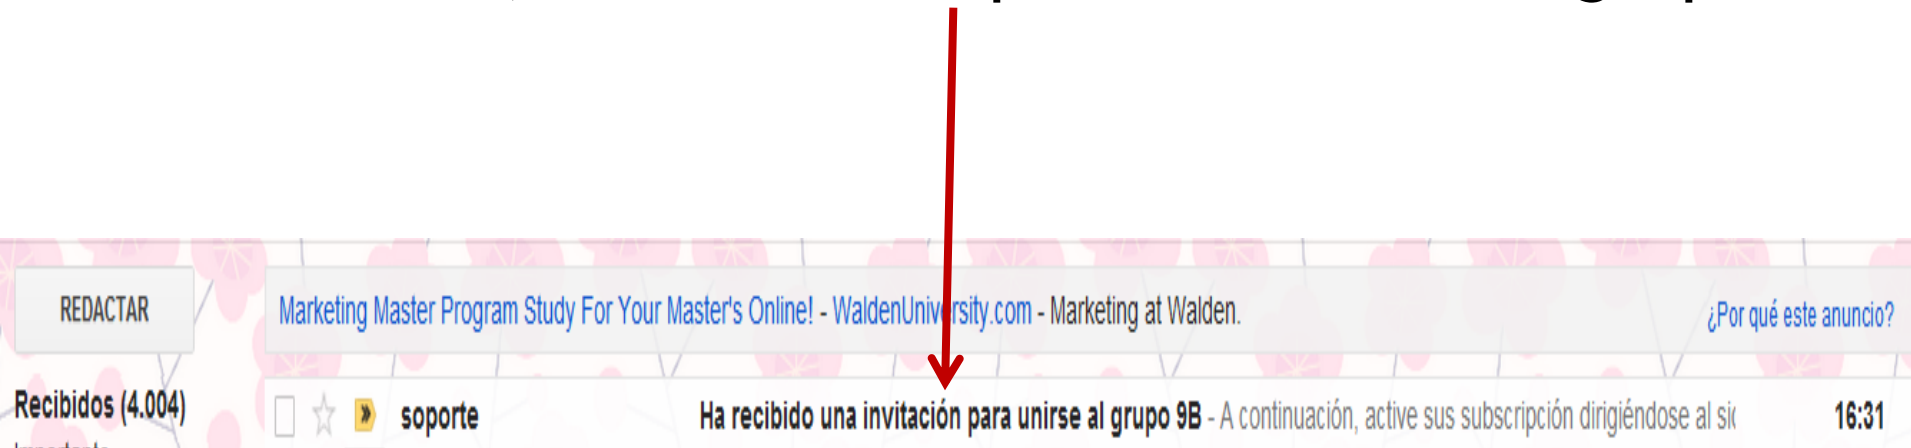 REDACTAR
Marketing Master Program Study For Your Master's Online! - WaldenUniversity.com - Marketing at Walden.
¿Por qué este anuncio?
Recibidos (4.004)
soporte
Ha recibido una invitación para unirse al grupo 9B - A continuación, active sus subscripción dirigiéndose al
16:31